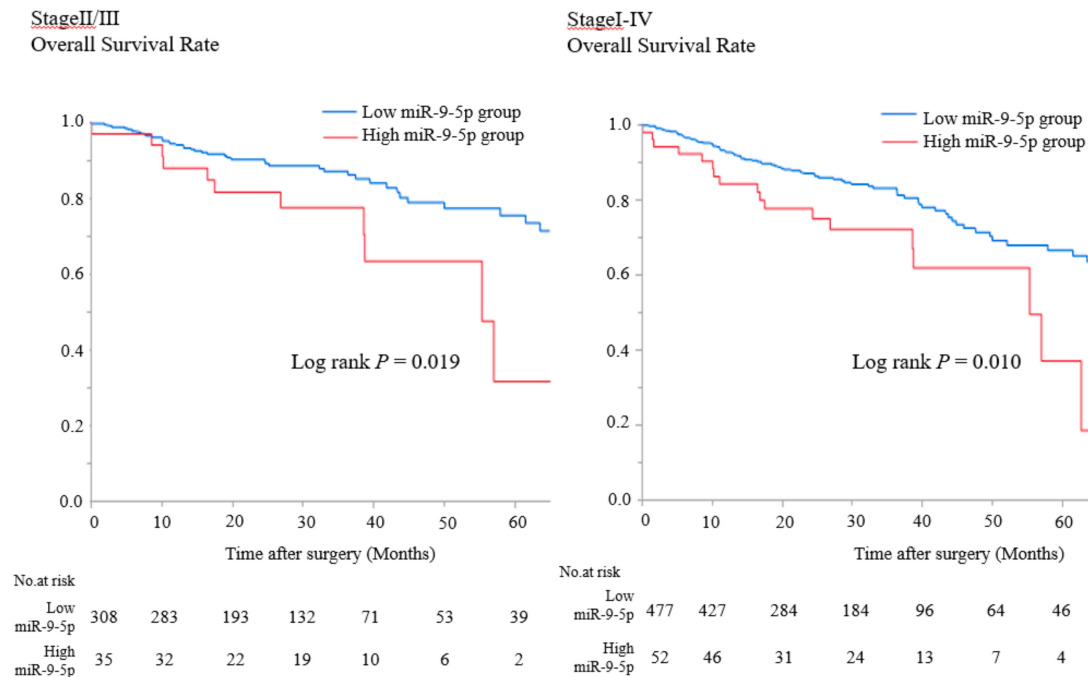 StageII/III
Overall Survival Rate
Low miR-9-5p group
High miR-9-5p group
1.0
0.8
0.6
0.4
0.2
0.0
Log rank P = 0.019
0 10 20 30 40 50 60
Time after surgery (Months)
No.at risk
Low
miR-9-5p 308 283 193 132 71 53 39
High
miR-9-5p 35 32 22 19 10 6 2
StageI-IV
Overall Survival Rate
Low miR-9-5p group
High miR-9-5p group
1.0
0.8
0.6
0.4
0.2
0.0
Log rank P = 0.010
0 10 20 30 40 50 60
Time after surgery (Months)
No.at risk
Low
miR-9-5p 477 427 284 184 96 64 46
High
miR-9-5p 52 46 31 24 13 7 4